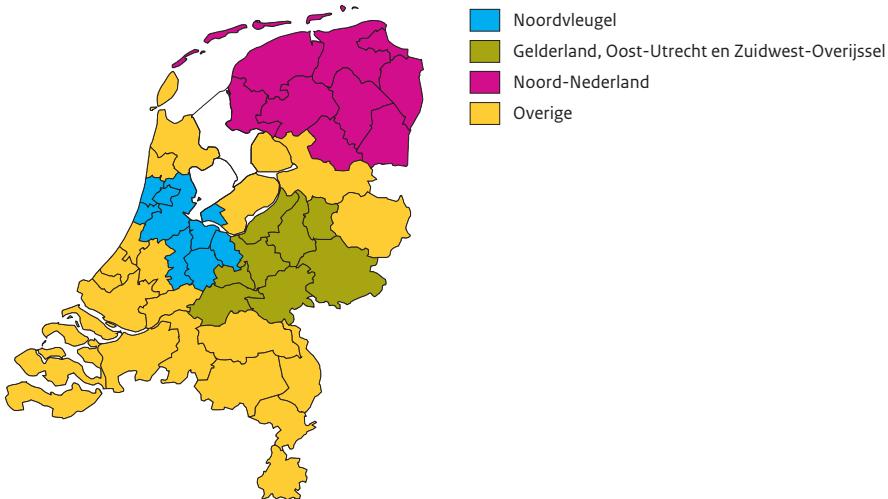 Noordvleugel
Gelderland, Oost-Utrecht en Zuidwest-Overijssel
Noord-Nederland
Overige